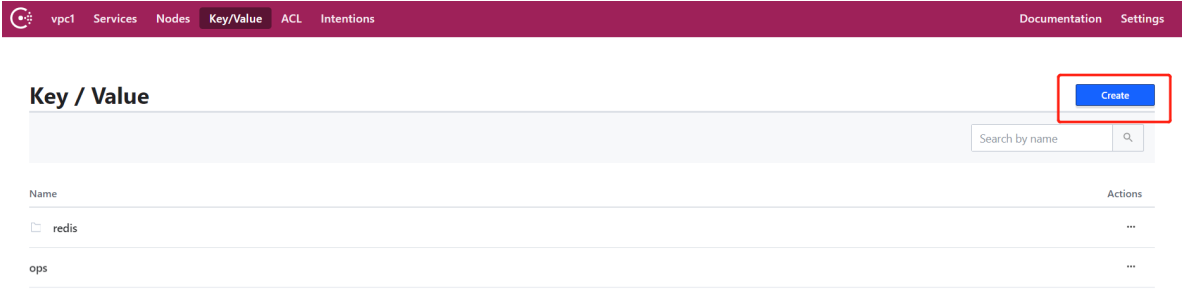 vpc1 Services Nodes Key/Value ACL Intentions Documentation Settings
Key / Value
Create
Search by name
Name Actions
redis ...
ops ...